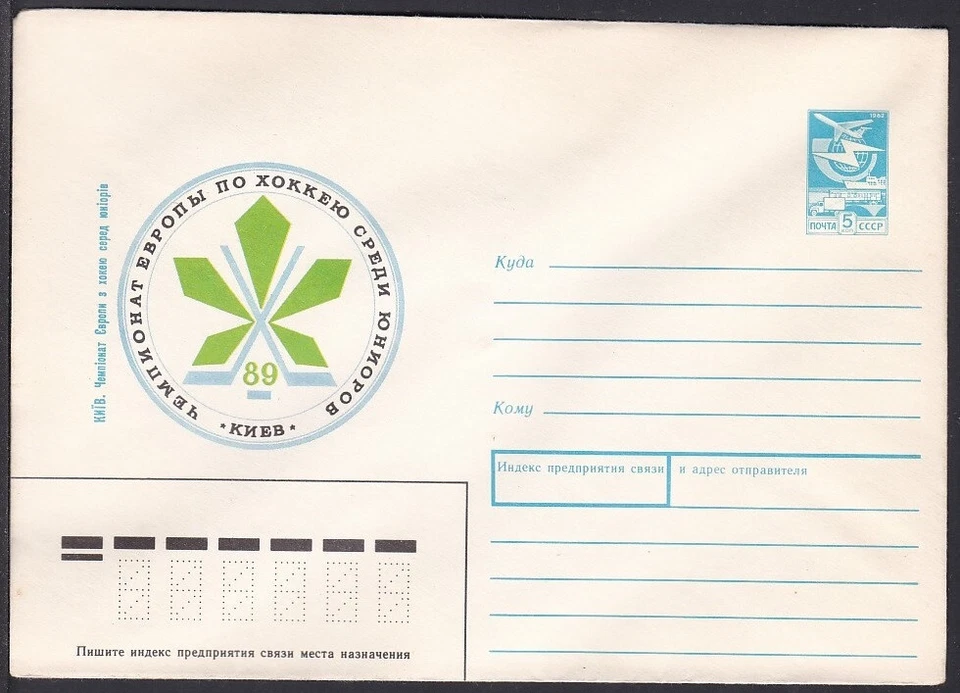 КИЇВ. Чемпіонат Європи з хокею серед юніорів
ЧЕМПИОНАТ ЕВРОПЫ ПО ХОККЕЮ СРЕДИ ЮНИОРОВ
89
* КИЕВ *
1982
ПОЧТА 5 СССР
Куда
Кому
Индекс предприятия связи и адрес отправителя
Пишите индекс предприятия связи места назначения